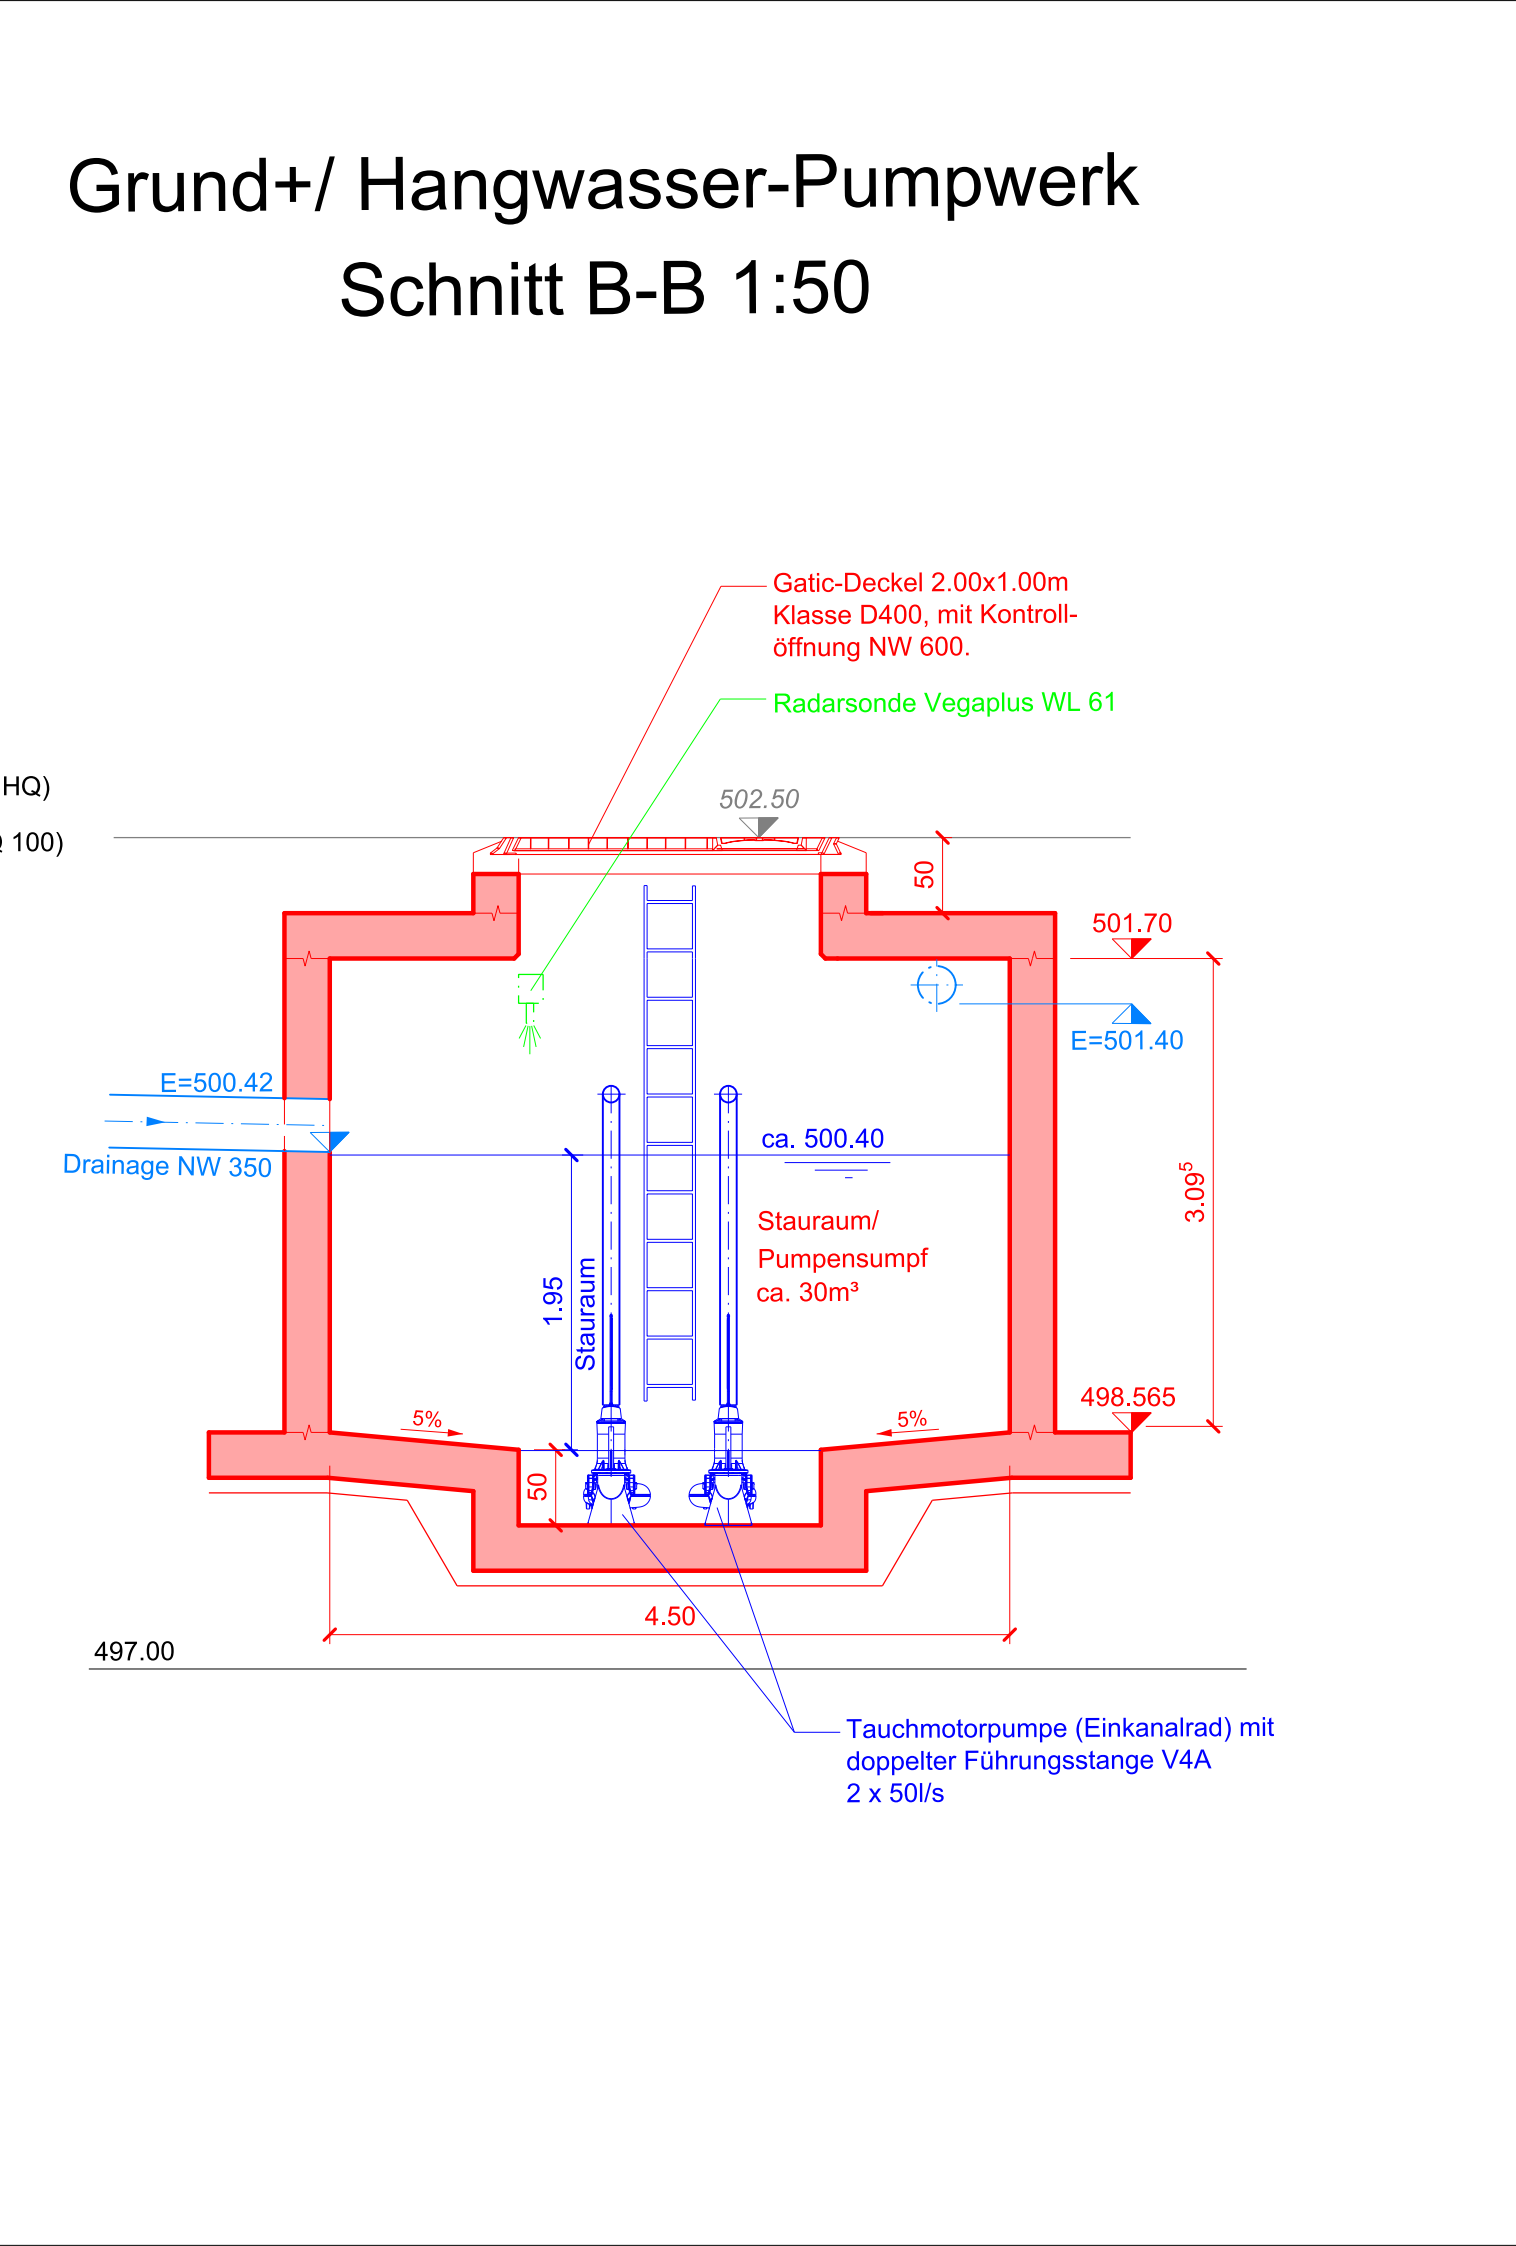 Grund+/ Hangwasser-Pumpwerk
Schnitt B-B 1:50
Gatic-Deckel 2.00x1.00m
Klasse D400, mit Kontroll-
öffnung NW 600.
Radarsonde Vegaplus WL 61
HQ)
100)
502.50
50
501.70
E=501.40
E=500.42
Drainage NW 350
ca. 500.40
Stauraum/
Pumpensumpf
ca. 30m³
1.95
Stauraum
3.09⁵
498.565
5%
5%
50
4.50
497.00
Tauchmotorpumpe (Einkanalrad) mit
doppelter Führungsstange V4A
2 x 50l/s